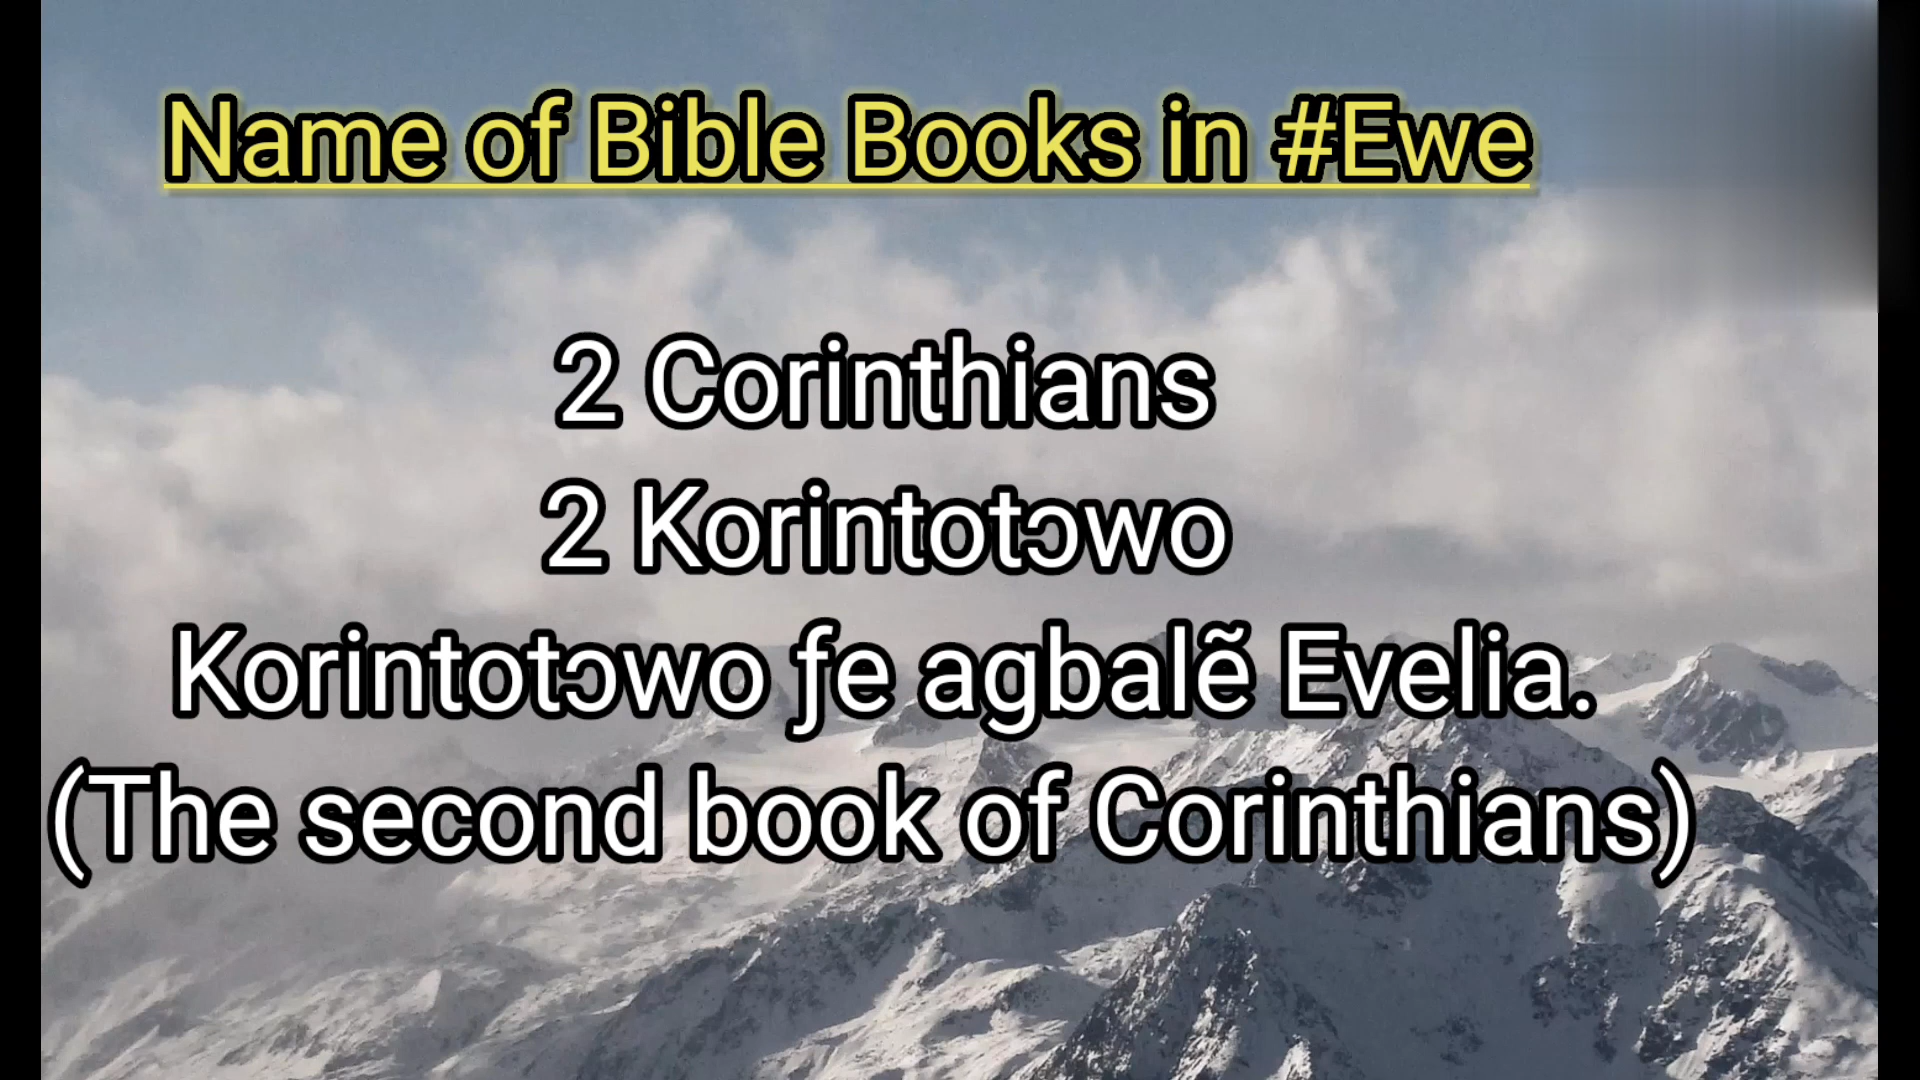 Name of Bible Books in #Ewe
2 Corinthians
2 Korintotɔwo
Korintotɔwo ƒe agbalẽ Evelia.
(The second book of Corinthians)